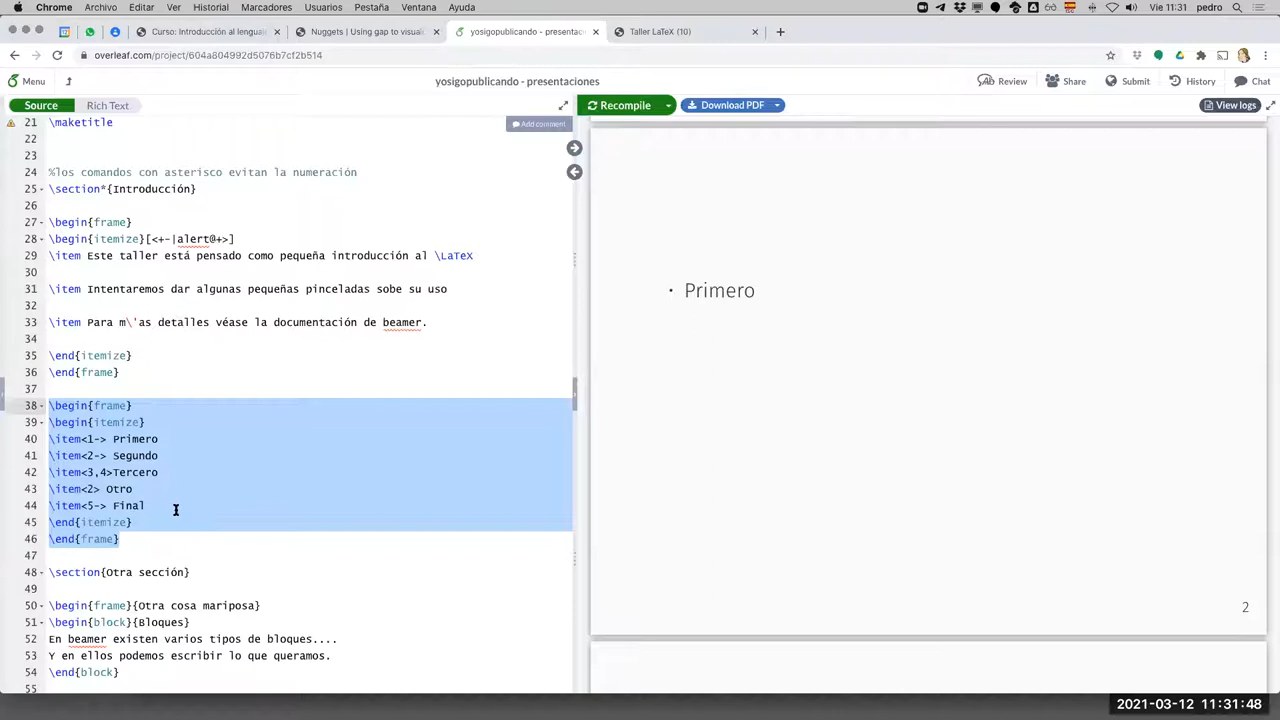 Chrome Archivo Editar Ver Historial Marcadores Usuarios Pestaña Ventana Ayuda Vie 11:31 pedro
Curso: Introducción al lenguaj Nuggets | Using gap to visuali yosigopublicando - presentacio Taller LaTeX (10)
overleaf.com/project/604a804992d5076b7cf2b514
Menu yosigopublicando - presentaciones Review Share Submit History Chat
Source Rich Text Recompile Download PDF View logs
Add comment
21 \maketitle
22
23
24 %los comandos con asterisco evitan la numeración
25 \section*{Introducción}
26
27 \begin{frame}
28 \begin{itemize}[<+-|alert@+>]
29 \item Este taller está pensado como pequeña introducción al \LaTeX
30
31 \item Intentaremos dar algunas pequeñas pinceladas sobe su uso
32
33 \item Para m\'as detalles véase la documentación de beamer.
34
35 \end{itemize}
36 \end{frame}
37
38 \begin{frame}
39 \begin{itemize}
40 \item<1-> Primero
41 \item<2-> Segundo
42 \item<3,4>Tercero
43 \item<2> Otro
44 \item<5-> Final
45 \end{itemize}
46 \end{frame}
47
48 \section{Otra sección}
49
50 \begin{frame}{Otra cosa mariposa}
51 \begin{block}{Bloques}
52 En beamer existen varios tipos de bloques....
53 Y en ellos podemos escribir lo que queramos.
54 \end{block}
55
• Primero
2
2021-03-12 11:31:48